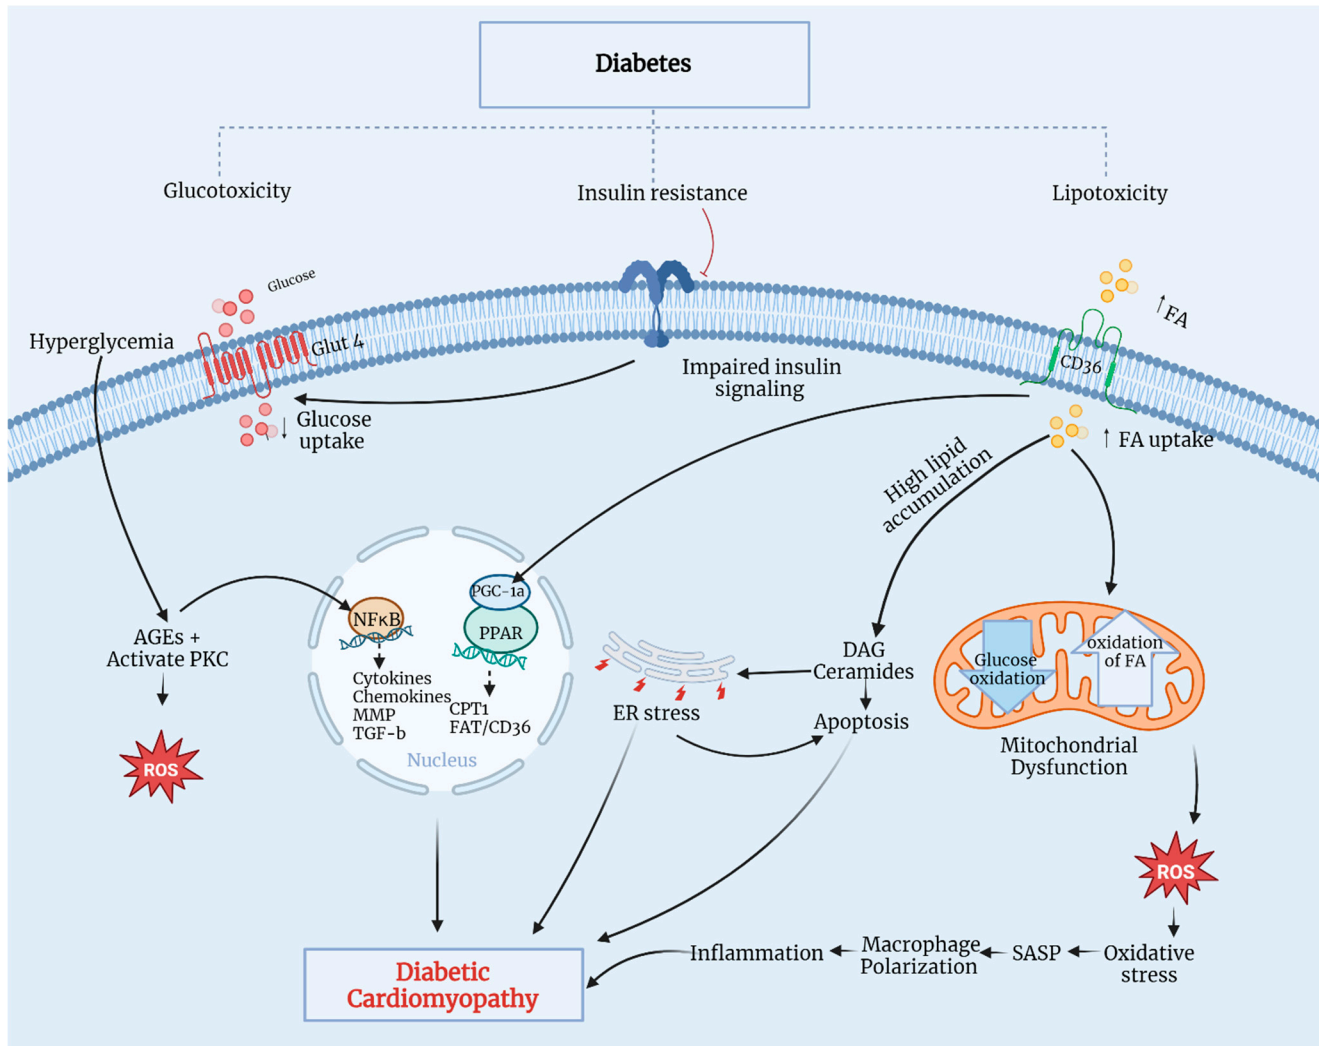 Diabetes
Glucotoxicity
Insulin resistance
Lipotoxicity
Glucose
↑ FA
Hyperglycemia
Glut 4
CD36
Impaired insulin
signaling
↓ Glucose
uptake
↑ FA uptake
High lipid
accumulation
AGEs +
Activate PKC
ROS
NFκB
Cytokines
Chemokines
MMP
TGF-b
PGC-1a
PPAR
CPT1
FAT/CD36
Nucleus
ER stress
DAG
Ceramides
Apoptosis
Glucose
oxidation
oxidation
of FA
Mitochondrial
Dysfunction
ROS
Oxidative
stress
SASP
Macrophage
Polarization
Inflammation
Diabetic
Cardiomyopathy